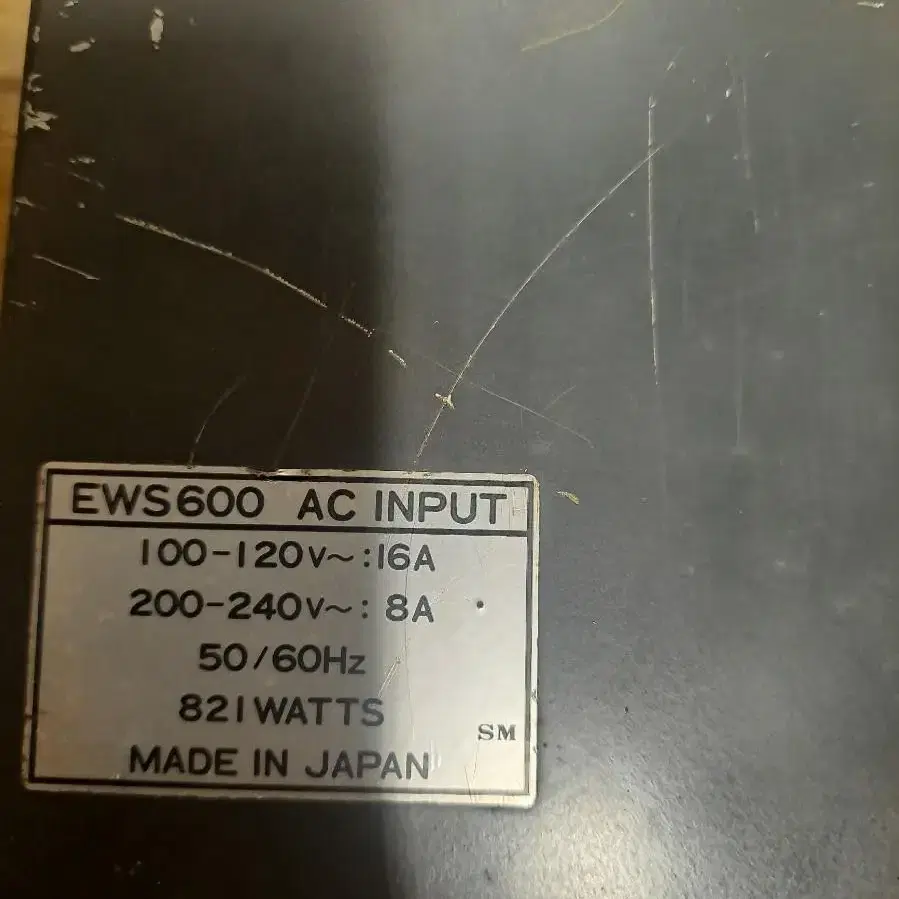 EWS600 AC INPUT
100-120V~:16A
200-240V~: 8A
50/60Hz
821WATTS
SM
MADE IN JAPAN